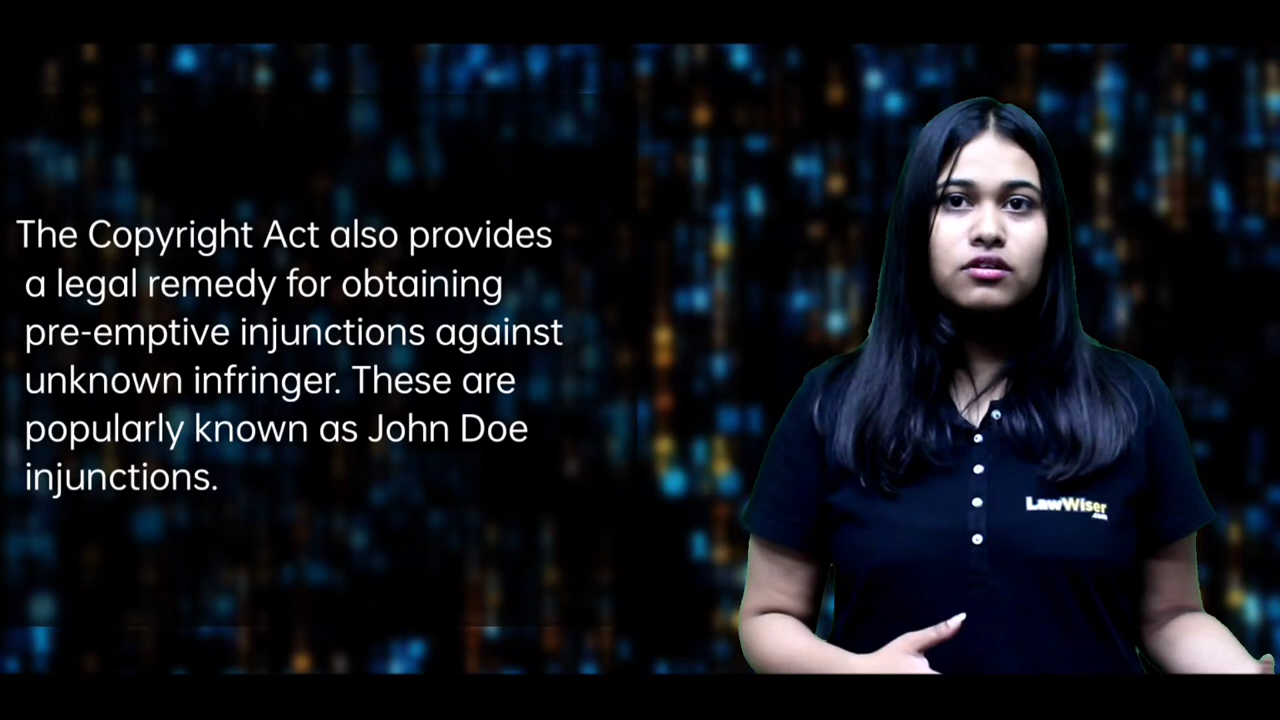 The Copyright Act also provides
a legal remedy for obtaining
pre-emptive injunctions against
unknown infringer. These are
popularly known as John Doe
injunctions.
LawWiser
.com